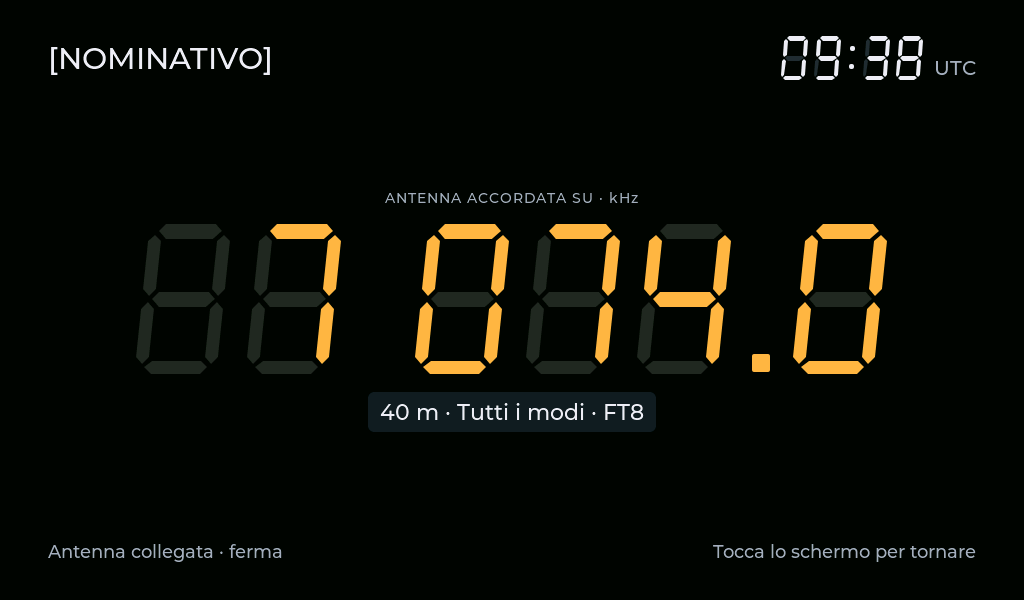 [NOMINATIVO]
09:38 UTC
ANTENNA ACCORDATA SU · kHz
7 074.0
40 m · Tutti i modi · FT8
Antenna collegata · ferma
Tocca lo schermo per tornare